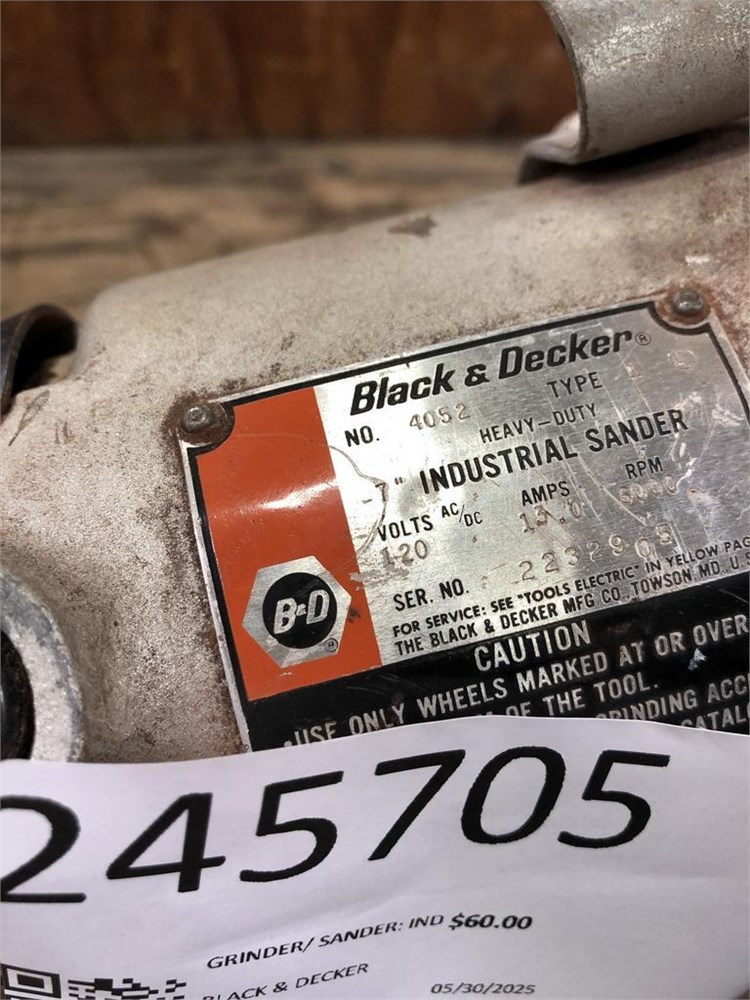 Black & Decker®
NO. 4052 TYPE
HEAVY-DUTY
7" INDUSTRIAL SANDER
VOLTS AC/DC AMPS RPM
120
SER. NO.
FOR SERVICE: SEE "TOOLS ELECTRIC" IN YELLOW PAG
THE BLACK & DECKER MFG CO., TOWSON, MD., U.S
B&D®
CAUTION
•USE ONLY WHEELS MARKED AT OR OVER
OF THE TOOL.
CATAL
245705
GRINDER/ SANDER: IND $60.00
BLACK & DECKER
05/30/2025